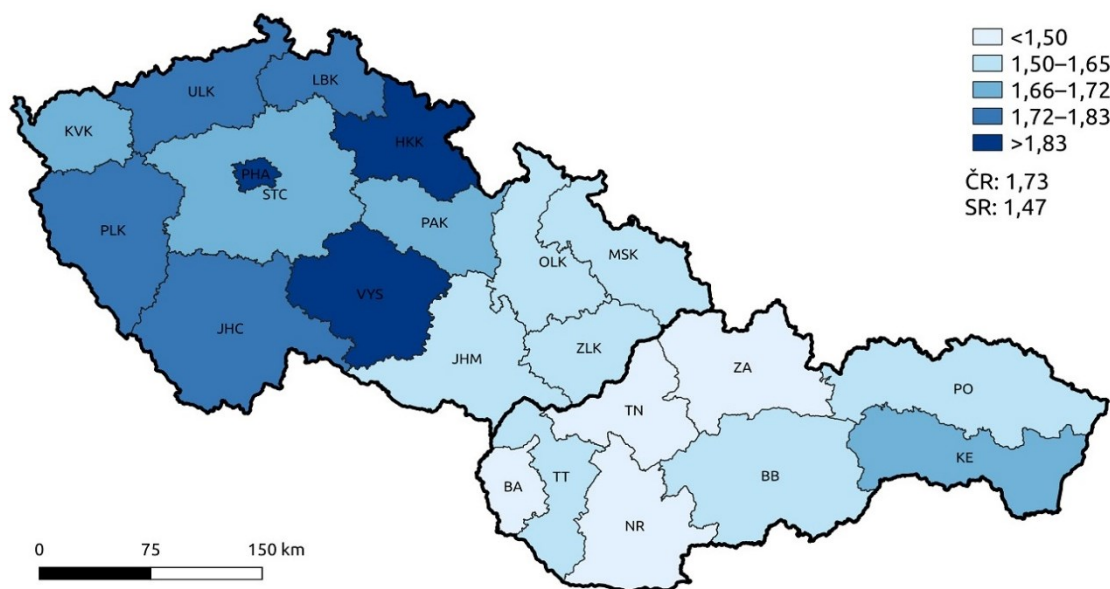 <1,50
1,50–1,65
1,66–1,72
1,72–1,83
>1,83
ČR: 1,73
SR: 1,47
ULK
LBK
KVK
HKK
PHA
STC
PLK
PAK
OLK
MSK
VYS
JHC
JHM
ZLK
ZA
TN
PO
KE
BA
TT
BB
NR
0 75 150 km